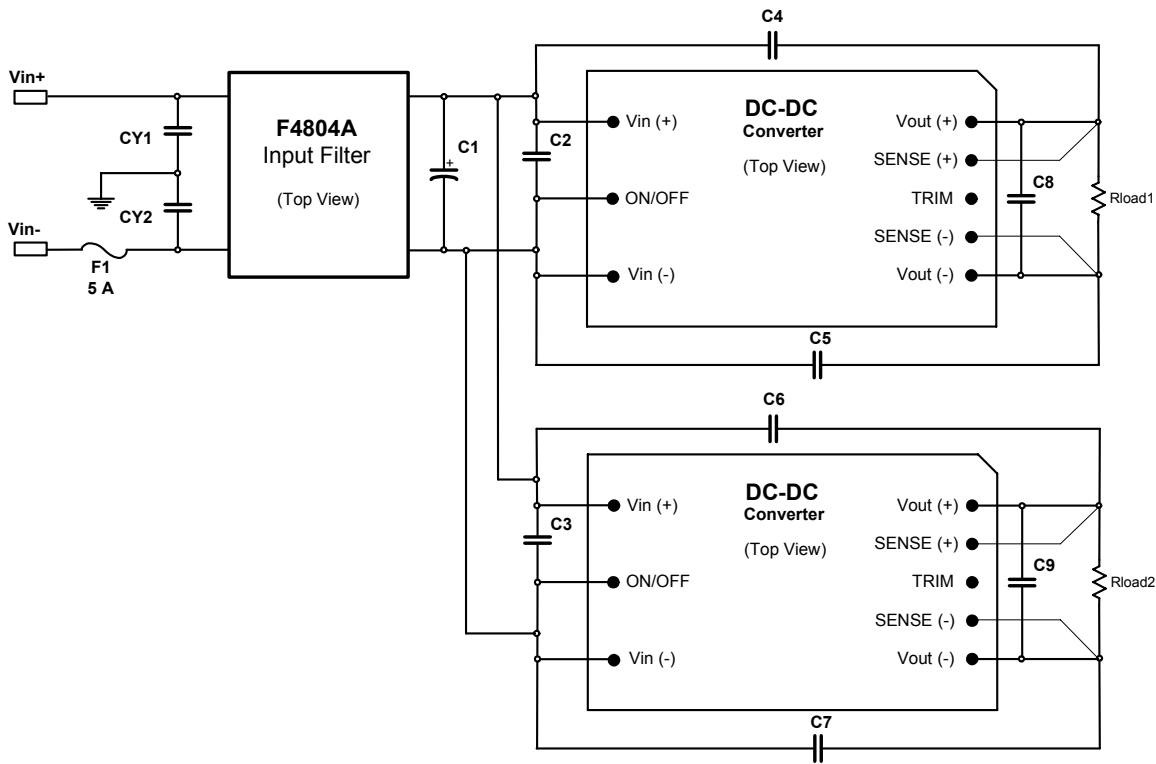 C4
Vin+
CY1
CY2
Vin-
F1
5 A
F4804A
Input Filter
(Top View)
C1
+
C2
DC-DC
Converter
(Top View)
Vin (+)
ON/OFF
Vin (-)
Vout (+)
SENSE (+)
TRIM
SENSE (-)
Vout (-)
C8
Rload1
C5
C6
C3
DC-DC
Converter
(Top View)
Vin (+)
ON/OFF
Vin (-)
Vout (+)
SENSE (+)
TRIM
SENSE (-)
Vout (-)
C9
Rload2
C7